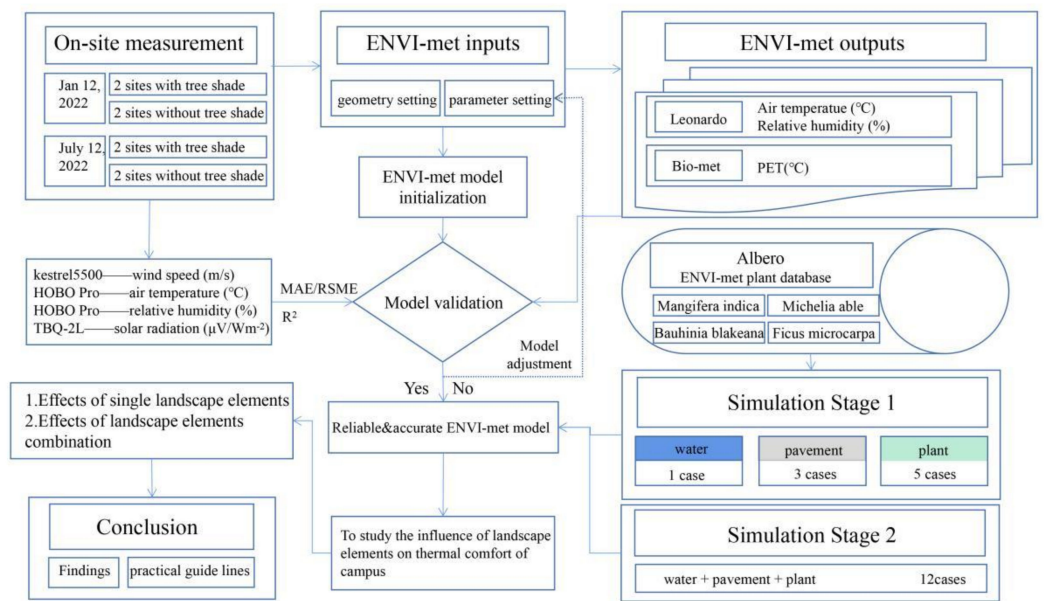 On-site measurement
Jan 12,
2022
2 sites with tree shade
2 sites without tree shade
July 12,
2022
2 sites with tree shade
2 sites without tree shade
ENVI-met inputs
geometry setting
parameter setting
ENVI-met outputs
Leonardo
Air temperatue (℃)
Relative humidity (%)
Bio-met
PET(℃)
ENVI-met model
initialization
kestrel5500——wind speed (m/s)
HOBO Pro——air temperature (℃)
HOBO Pro——relative humidity (%)
TBQ-2L——solar radiation (μV/Wm-2)
MAE/RSME
R2
Model validation
Model
adjustment
Yes
No
Albero
ENVI-met plant database
Mangifera indica
Michelia able
Bauhinia blakeana
Ficus microcarpa
1.Effects of single landscape elements
2.Effects of landscape elements
combination
Reliable&accurate ENVI-met model
Simulation Stage 1
water
1 case
pavement
3 cases
plant
5 cases
Conclusion
Findings
practical guide lines
To study the influence of landscape
elements on thermal comfort of
campus
Simulation Stage 2
water + pavement + plant
12cases